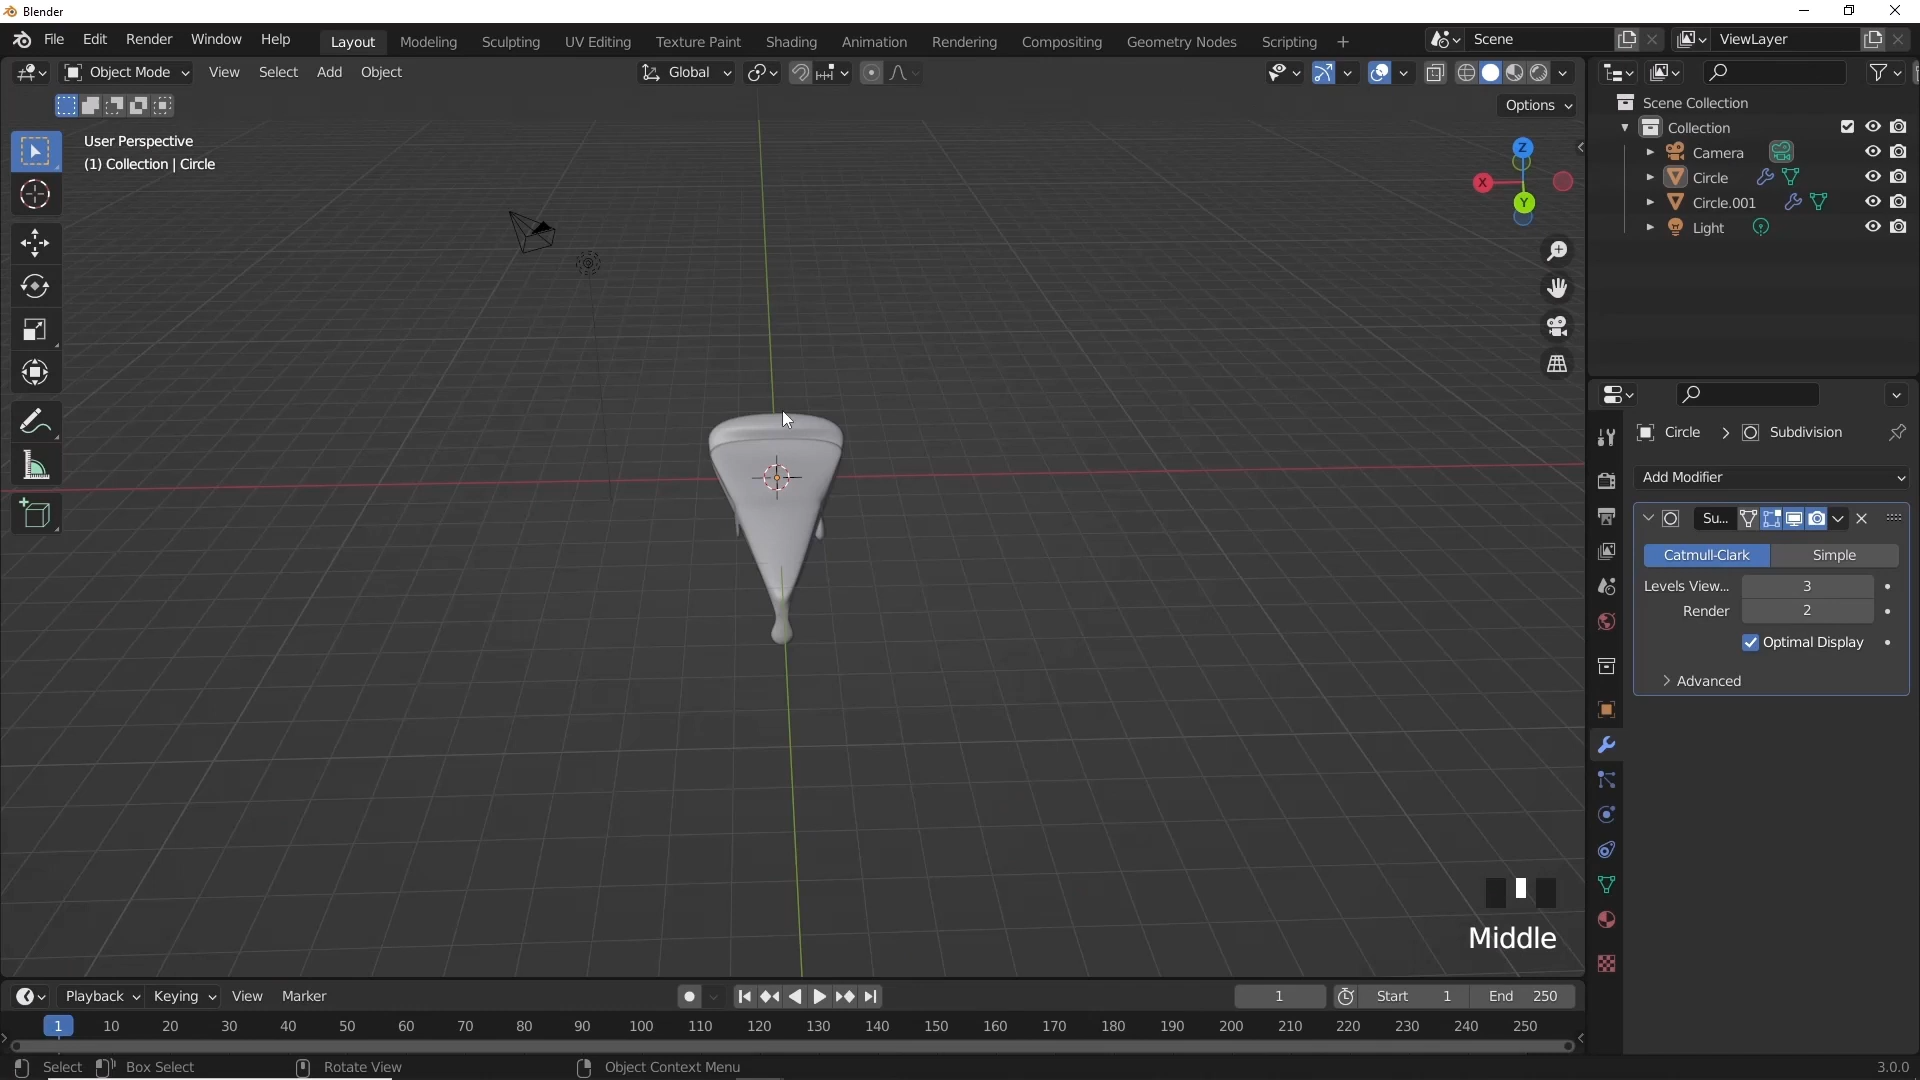 Blender
File Edit Render Window Help Layout Modeling Sculpting UV Editing Texture Paint Shading Animation Rendering Compositing Geometry Nodes Scripting + Scene ViewLayer
Object Mode View Select Add Object Global
Options
User Perspective
(1) Collection | Circle
Z
X
Y
Scene Collection
Collection
Camera
Circle
Circle.001
Light
Circle > Subdivision
Add Modifier
Su...
Catmull-Clark Simple
Levels View... 3
Render 2
Optimal Display
> Advanced
Middle
Playback Keying View Marker 1 Start 1 End 250
1 10 20 30 40 50 60 70 80 90 100 110 120 130 140 150 160 170 180 190 200 210 220 230 240 250
Select Box Select Rotate View Object Context Menu 3.0.0